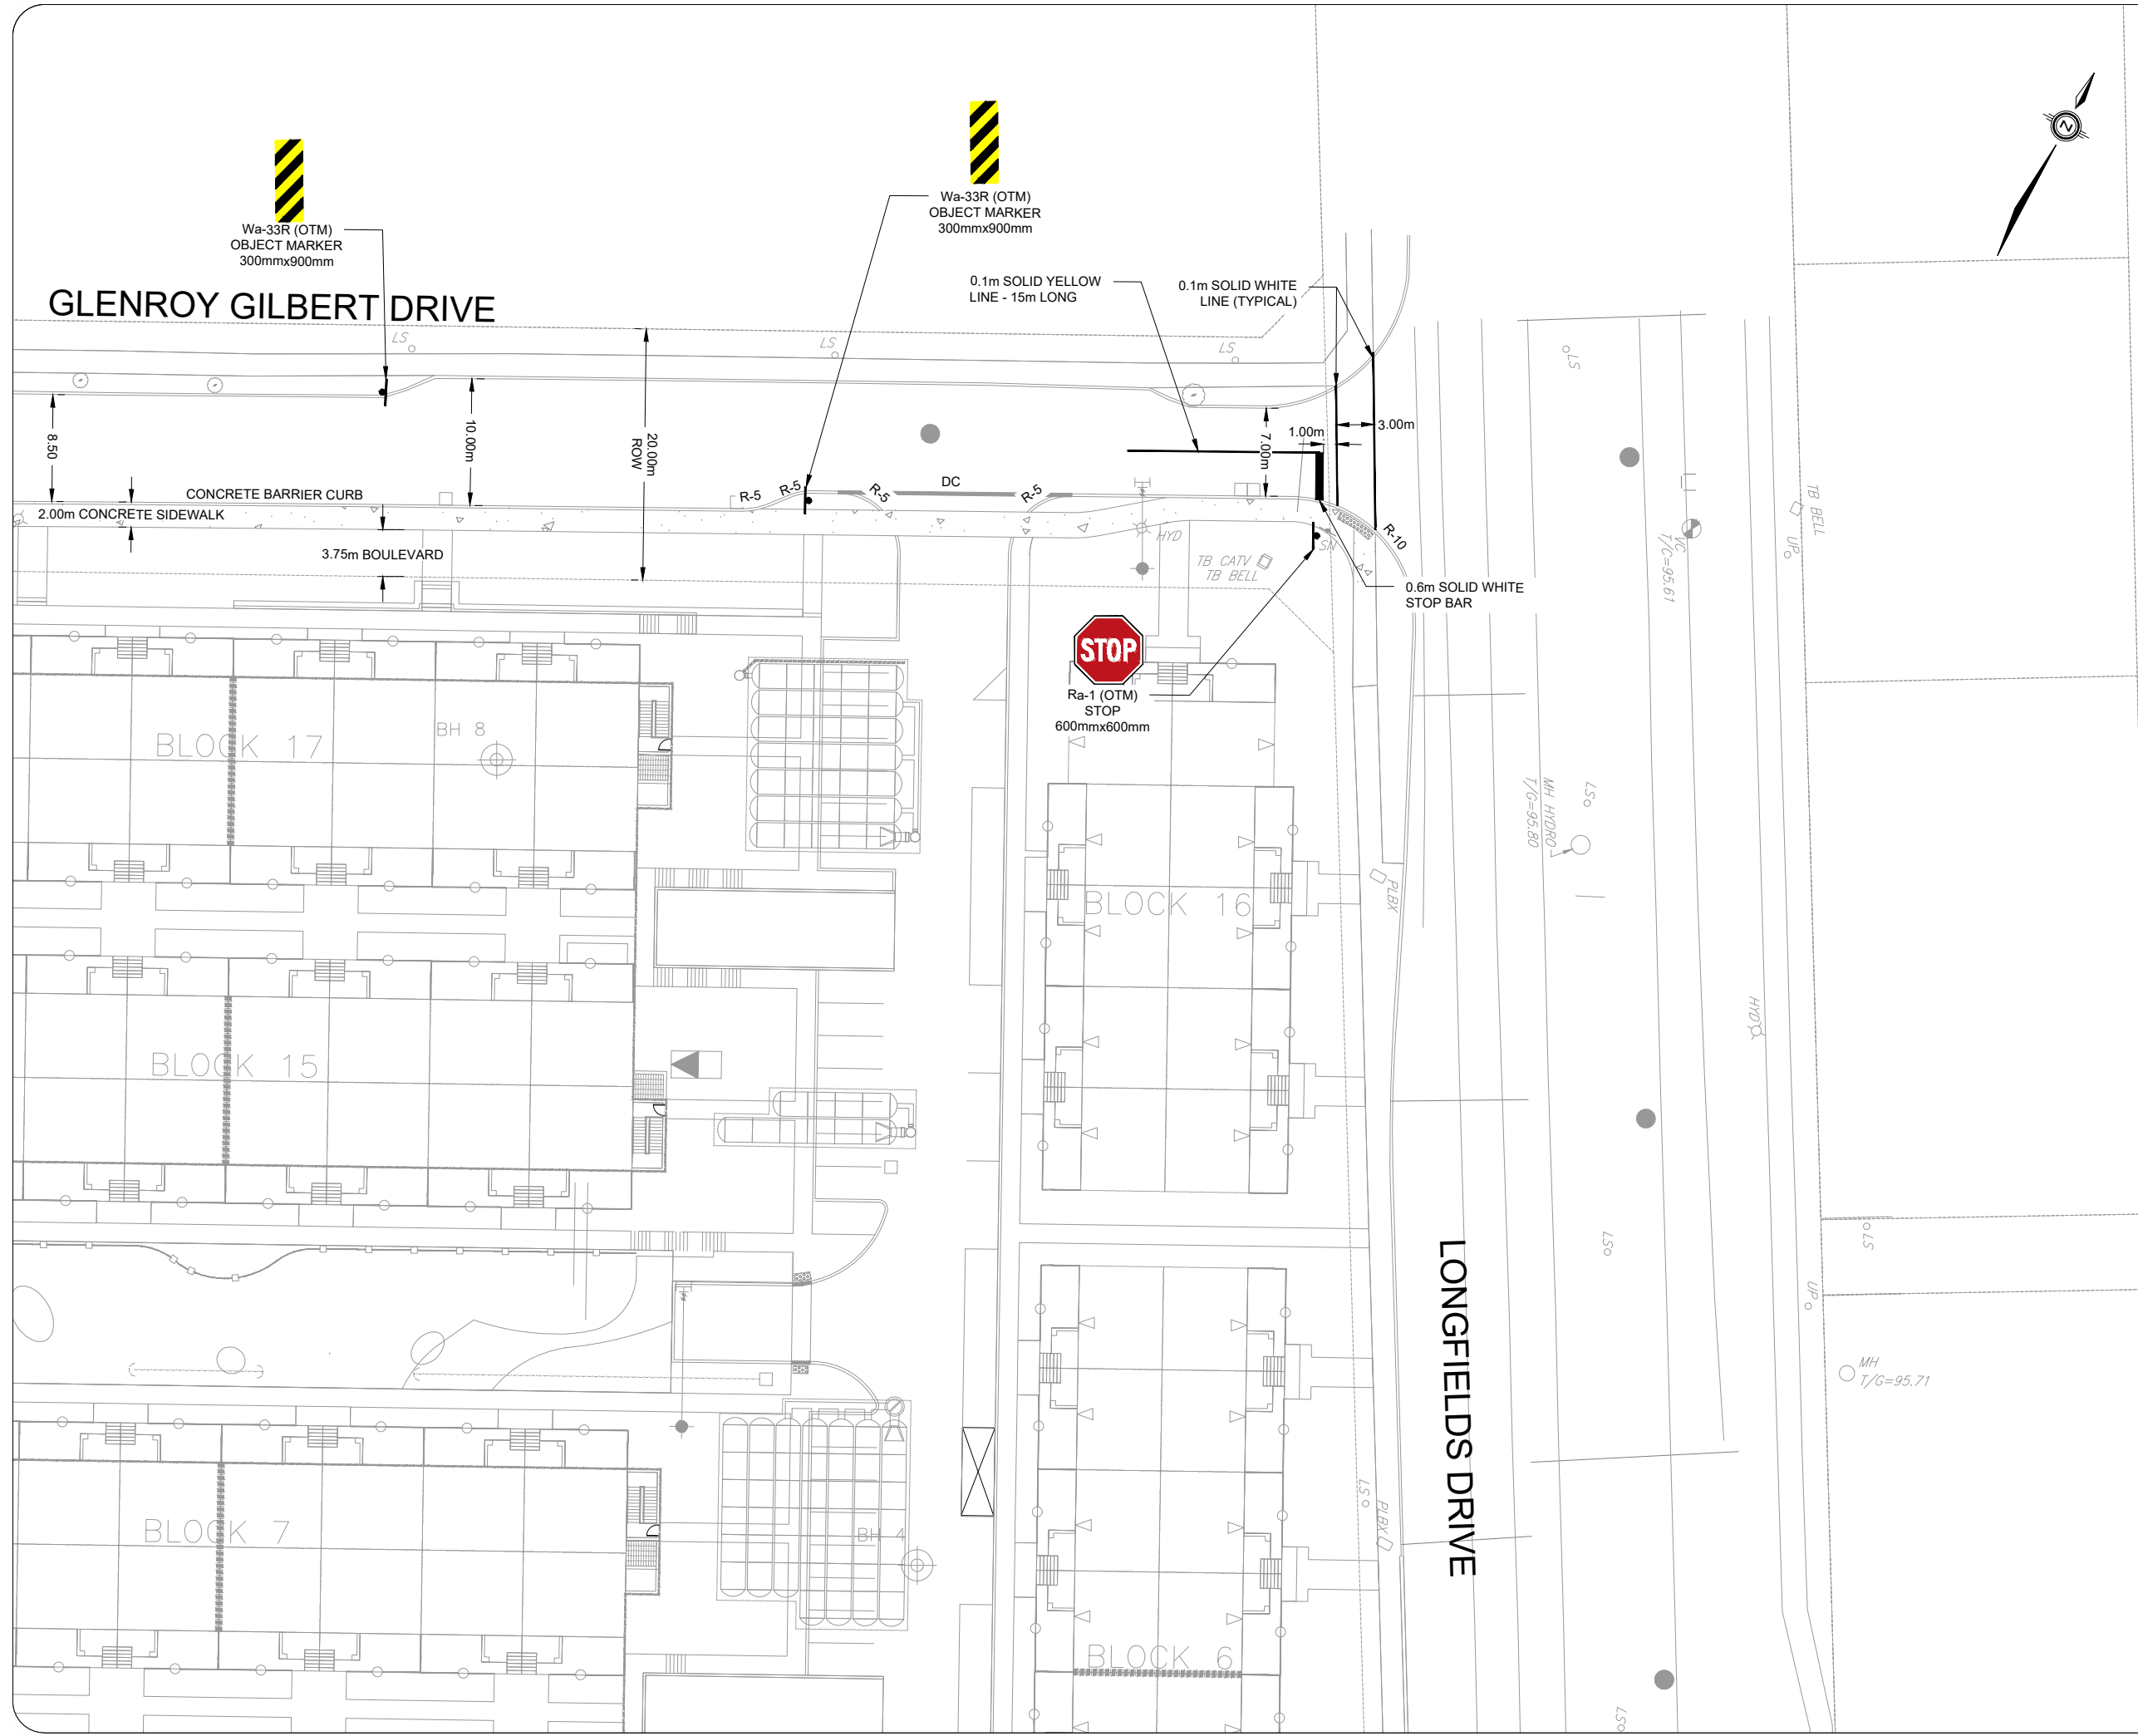 Wa-33R (OTM)
OBJECT MARKER
300mmx900mm
Wa-33R (OTM)
OBJECT MARKER
300mmx900mm
N
GLENROY GILBERT DRIVE
0.1m SOLID YELLOW
LINE - 15m LONG
0.1m SOLID WHITE
LINE (TYPICAL)
LS
LS
LS
LS
8.50
10.00m
20.00m
ROW
7.00m
1.00m
3.00m
CONCRETE BARRIER CURB
2.00m CONCRETE SIDEWALK
3.75m BOULEVARD
R-5
R-5
R-5
DC
R-5
R-10
HYD
SN
TB CATV
TB BELL
0.6m SOLID WHITE
STOP BAR
STOP
Ra-1 (OTM)
STOP
600mmx600mm
VC
T/G=95.61
TB BELL
UP
BLOCK 17
BH 8
MH HYDRO
T/G=95.80
LS
PLBX
BLOCK 16
HYD
BLOCK 15
LS
LS
UP
LONGFIELDS DRIVE
MH
T/G=95.71
BLOCK 7
BH 4
LS
PLBX
BLOCK 6
LS